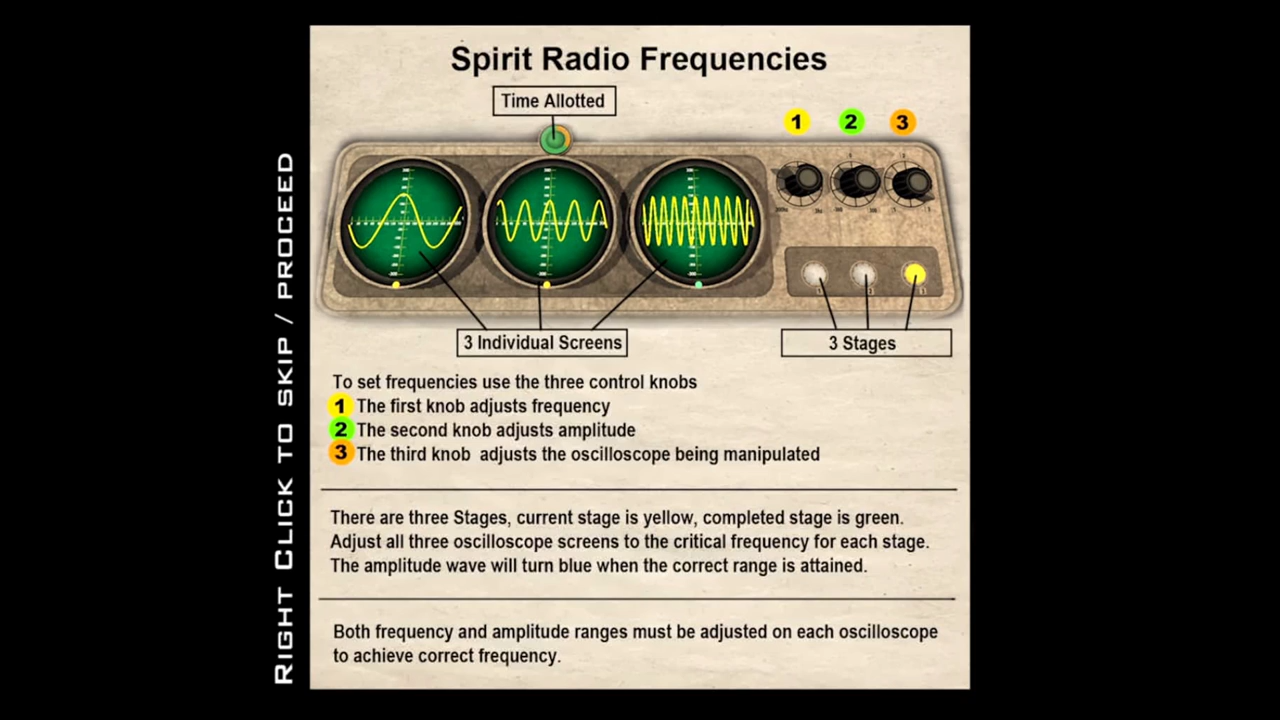 Spirit Radio Frequencies
Time Allotted
1 2 3
3 Individual Screens
3 Stages
To set frequencies use the three control knobs
1 The first knob adjusts frequency
2 The second knob adjusts amplitude
3 The third knob adjusts the oscilloscope being manipulated
There are three Stages, current stage is yellow, completed stage is green.
Adjust all three oscilloscope screens to the critical frequency for each stage.
The amplitude wave will turn blue when the correct range is attained.
Both frequency and amplitude ranges must be adjusted on each oscilloscope
to achieve correct frequency.
RIGHT CLICK TO SKIP / PROCEED